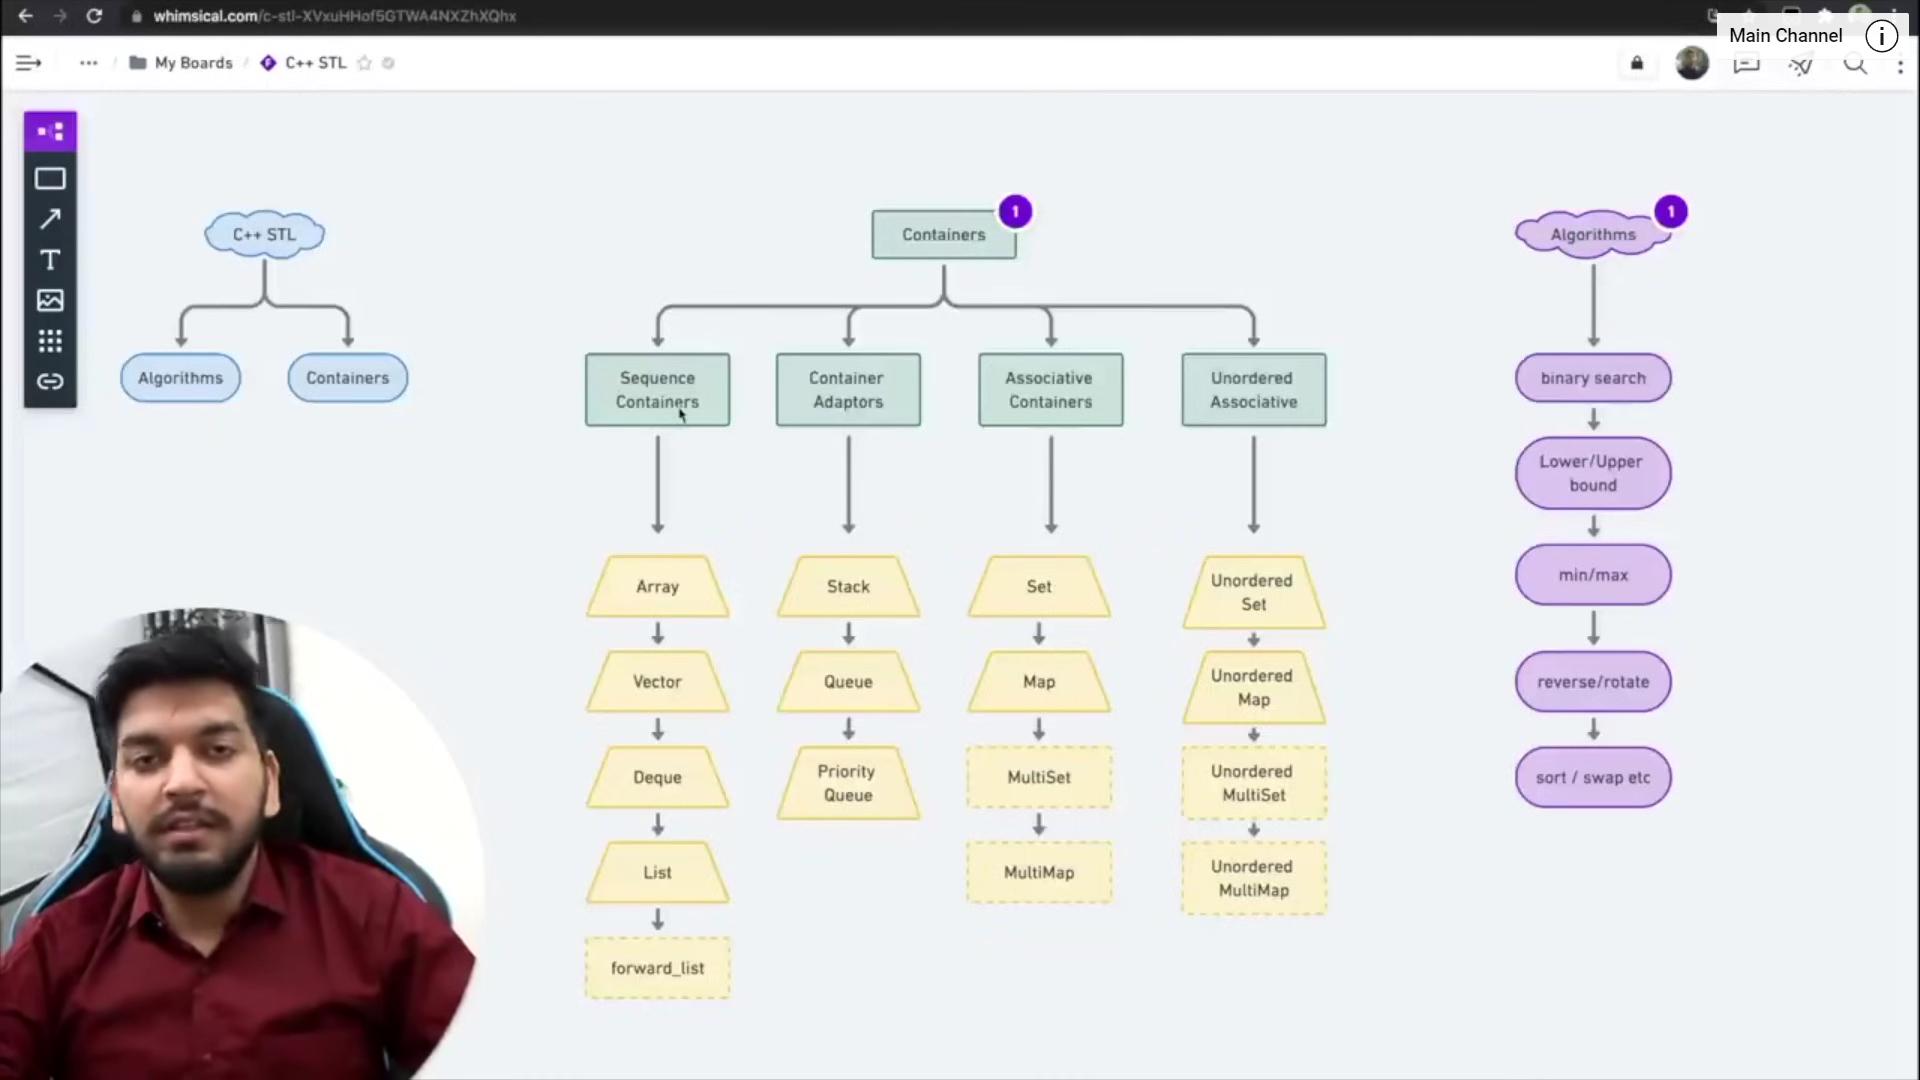 whimsical.com/c-stl-XVxuHHof5GTWA4NXZhXQhx
Main Channel
My Boards / C++ STL
C++ STL
Algorithms
Containers
Containers
1
Sequence
Containers
Container
Adaptors
Associative
Containers
Unordered
Associative
Array
Vector
Deque
List
forward_list
Stack
Queue
Priority
Queue
Set
Map
MultiSet
MultiMap
Unordered
Set
Unordered
Map
Unordered
MultiSet
Unordered
MultiMap
Algorithms
1
binary search
Lower/Upper
bound
min/max
reverse/rotate
sort / swap etc